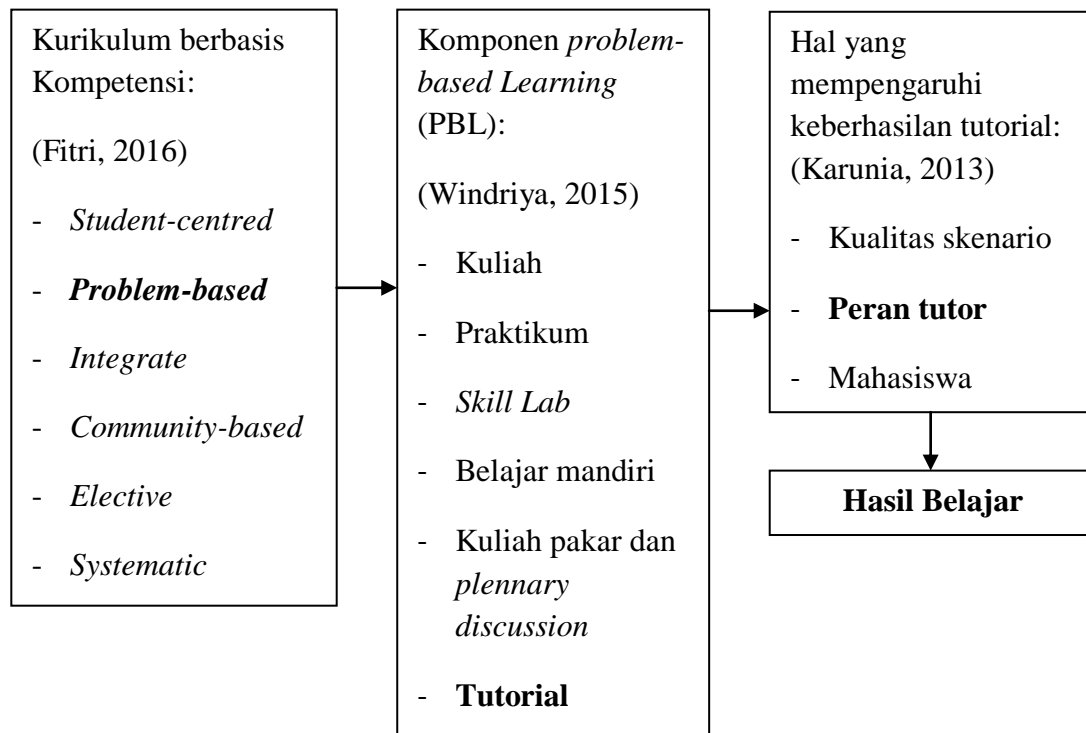 Kurikulum berbasis
Kompetensi:
(Fitri, 2016)
- Student-centred
- Problem-based
- Integrate
- Community-based
- Elective
- Systematic
Komponen problem-
based Learning
(PBL):
(Windriya, 2015)
- Kuliah
- Praktikum
- Skill Lab
- Belajar mandiri
- Kuliah pakar dan
plennary
discussion
- Tutorial
Hal yang
mempengaruhi
keberhasilan tutorial:
(Karunia, 2013)
- Kualitas skenario
- Peran tutor
- Mahasiswa
Hasil Belajar